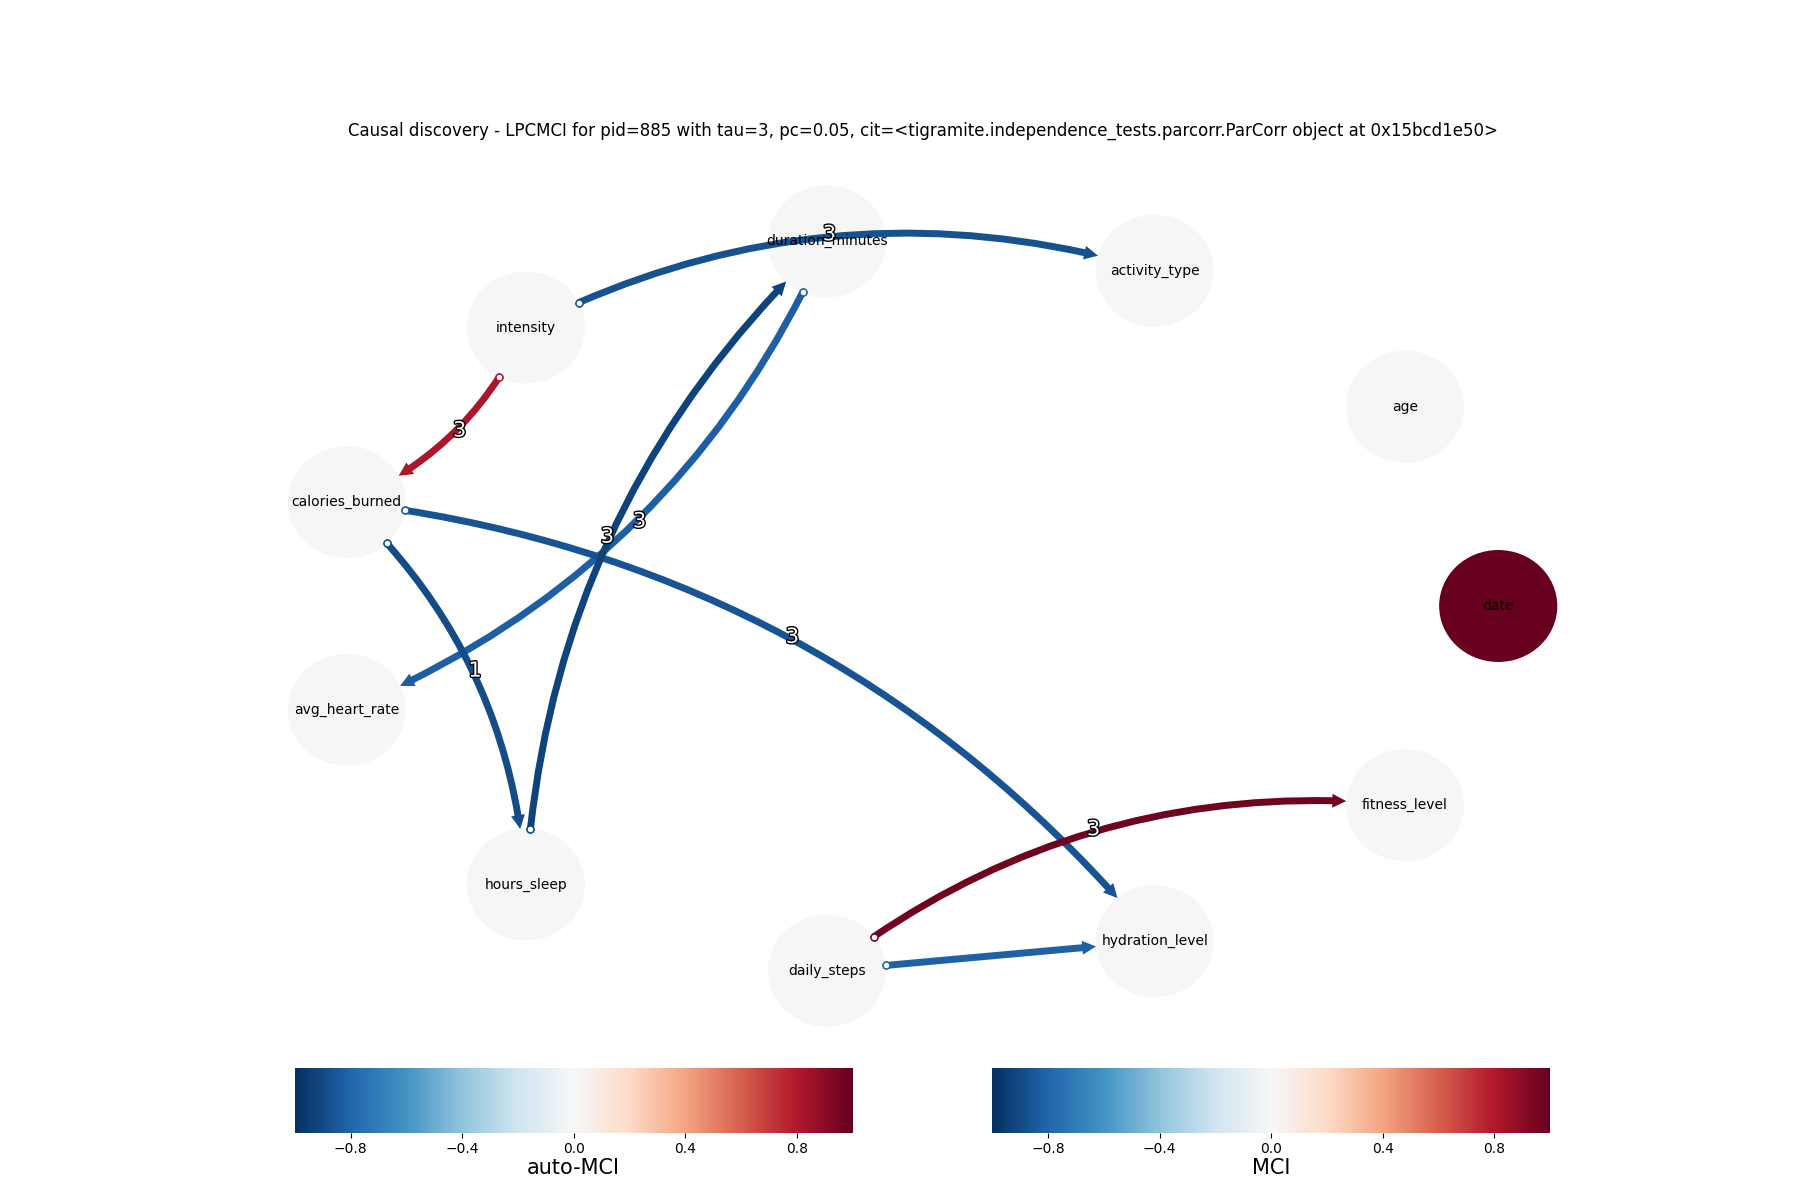 Causal discovery - LPCMCI for pid=885 with tau=3, pc=0.05, cit=<tigramite.independence_tests.parcorr.ParCorr object at 0x15bcd1e50>
3
duration_minutes
activity_type
intensity
age
3
calories_burned
3
3
date
3
1
avg_heart_rate
fitness_level
3
hours_sleep
hydration_level
daily_steps
−0.8 −0.4 0.0 0.4 0.8
auto-MCI
−0.8 −0.4 0.0 0.4 0.8
MCI